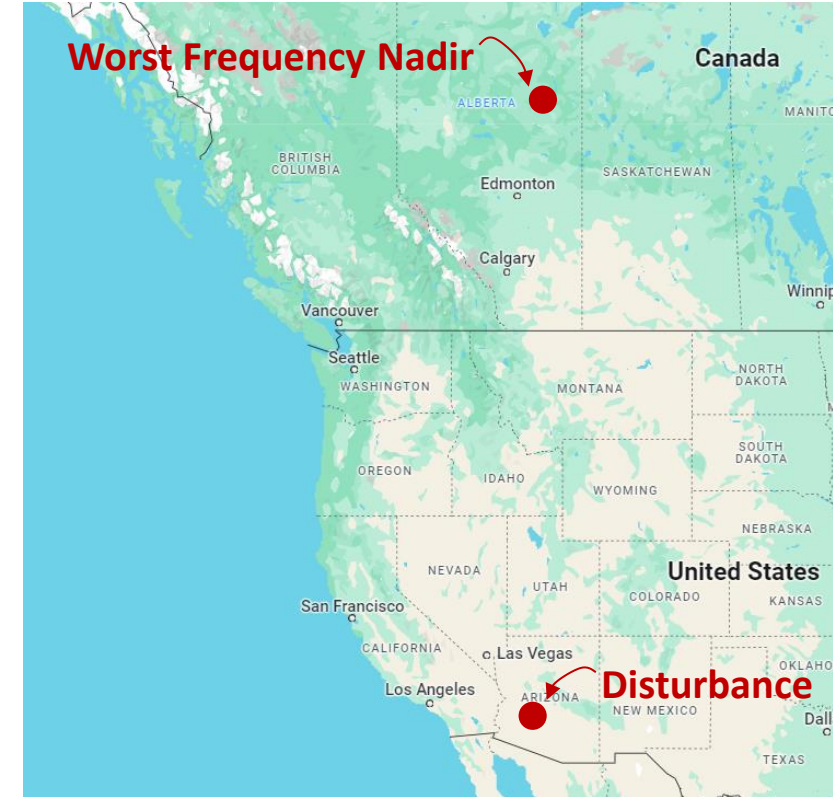 Worst Frequency Nadir
Canada
ALBERTA
MANITO
BRITISH
COLUMBIA
SASKATCHEWAN
Edmonton
Calgary
Winnip
Vancouver
Seattle
WASHINGTON
MONTANA
NORTH
DAKOTA
OREGON
IDAHO
SOUTH
DAKOTA
WYOMING
NEBRASKA
NEVADA
UTAH
United States
COLORADO
KANSAS
San Francisco
CALIFORNIA
Las Vegas
OKLAHO
Los Angeles
ARIZONA
Disturbance
NEW MEXICO
Dall
TEXAS